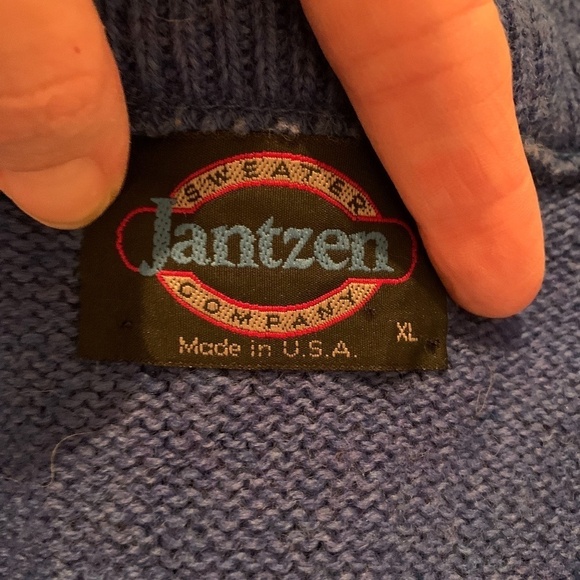 SWEATER
Jantzen
COMPANY
Made in U.S.A.
XL